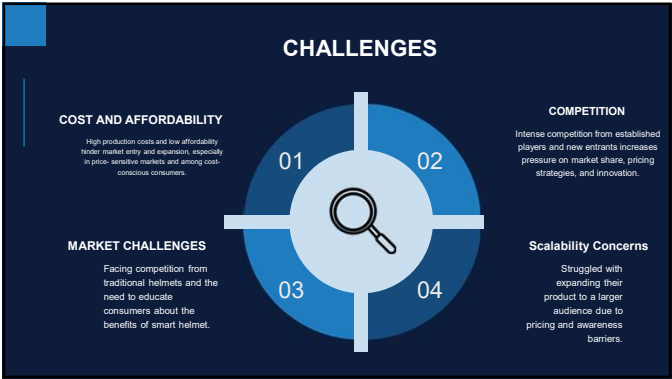 CHALLENGES
COST AND AFFORDABILITY
High production costs and low affordability
hinder market entry and expansion, especially
in price- sensitive markets and among cost-
conscious consumers.
01
02
COMPETITION
Intense competition from established
players and new entrants increases
pressure on market share, pricing
strategies, and innovation.
MARKET CHALLENGES
Facing competition from
traditional helmets and the
need to educate
consumers about the
benefits of smart helmet.
03
04
Scalability Concerns
Struggled with
expanding their
product to a larger
audience due to
pricing and awareness
barriers.